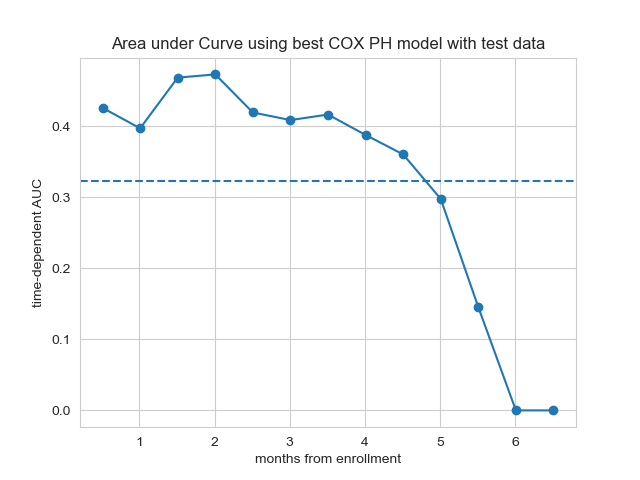 Area under Curve using best COX PH model with test data
time-dependent AUC
0.4
0.3
0.2
0.1
0.0
1 2 3 4 5 6
months from enrollment